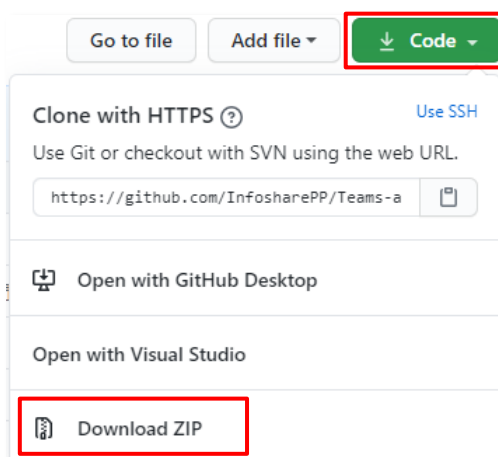 Go to file
Add file
Code
Clone with HTTPS
Use SSH
Use Git or checkout with SVN using the web URL.
https://github.com/InfosharePP/Teams-a
Open with GitHub Desktop
Open with Visual Studio
Download ZIP